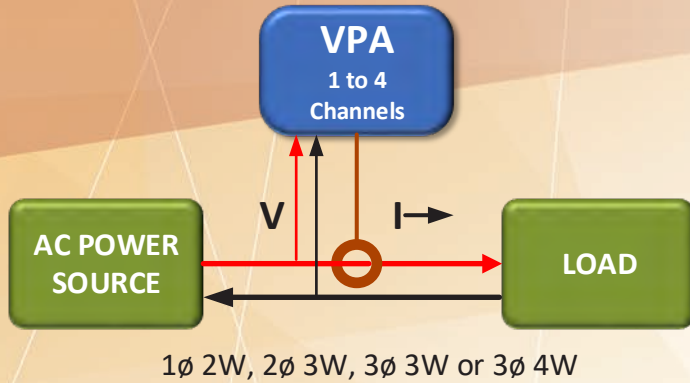 VPA
1 to 4
Channels
V
I
AC POWER
SOURCE
LOAD
1ø 2W, 2ø 3W, 3ø 3W or 3ø 4W